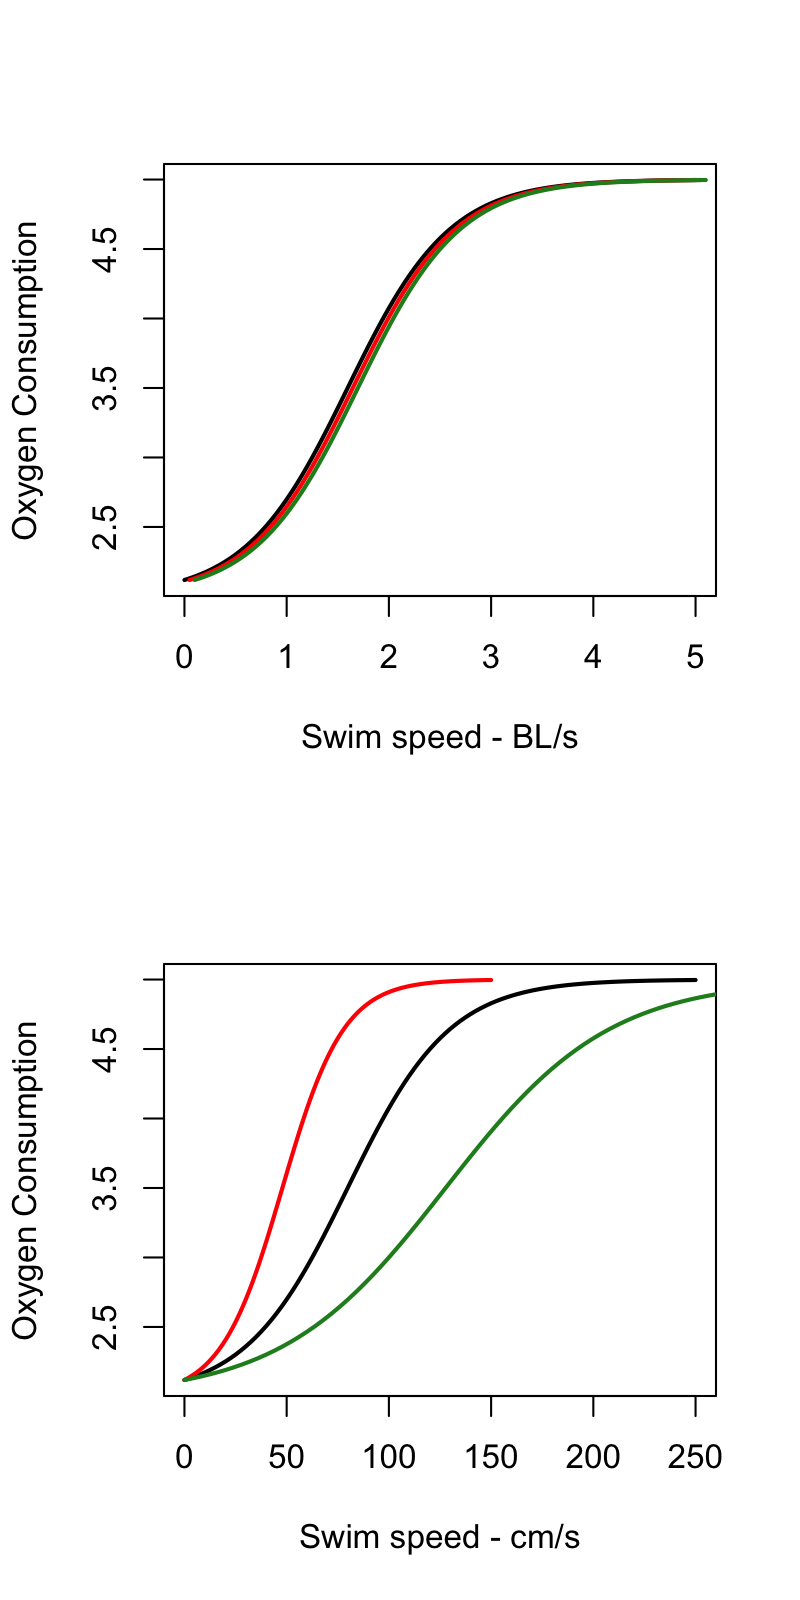 Oxygen Consumption
4.5
3.5
2.5
0 1 2 3 4 5
Swim speed - BL/s
Oxygen Consumption
4.5
3.5
2.5
0 50 100 150 200 250
Swim speed - cm/s